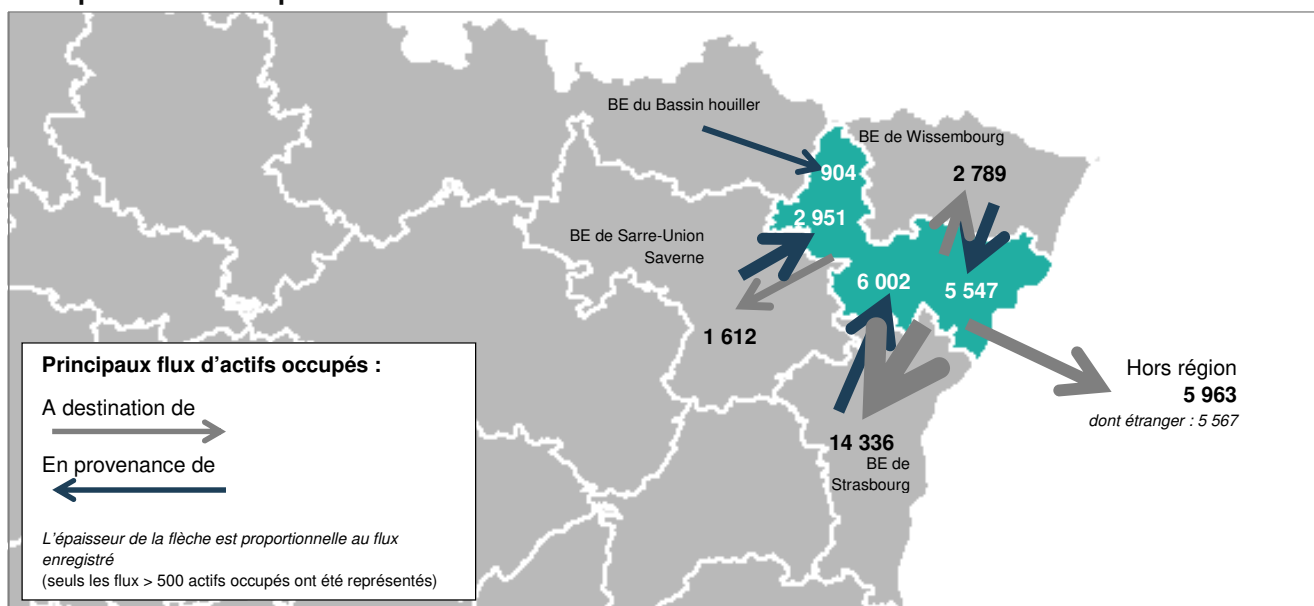 BE du Bassin houiller
BE de Wissembourg
904
2 789
2 951
BE de Sarre-Union
Saverne
6 002
5 547
1 612
Hors région
5 963
dont étranger : 5 567
14 336
BE de
Strasbourg
Principaux flux d'actifs occupés :
A destination de
En provenance de
L'épaisseur de la flèche est proportionnelle au flux
enregistré
(seuls les flux > 500 actifs occupés ont été représentés)